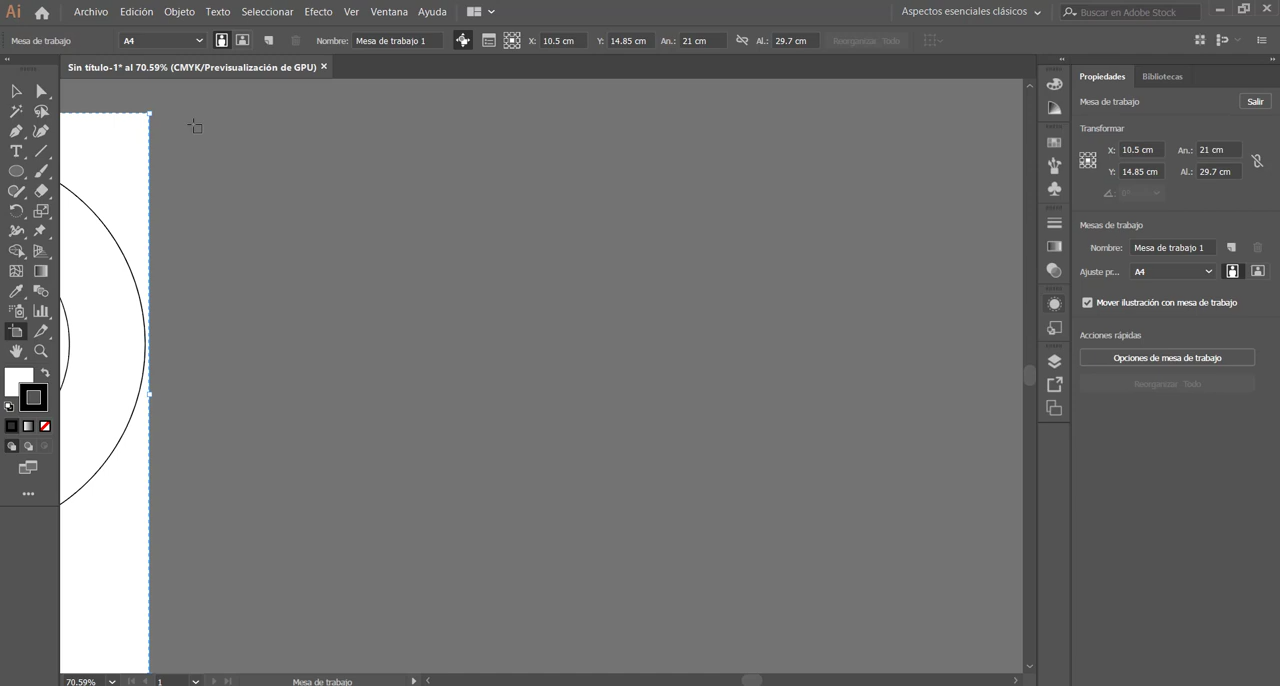 Ai Archivo Edición Objeto Texto Seleccionar Efecto Ver Ventana Ayuda Aspectos esenciales clásicos Buscar en Adobe Stock
Mesa de trabajo A4 Nombre: Mesa de trabajo 1 X: 10.5 cm Y: 14.85 cm An.: 21 cm Al.: 29.7 cm Reorganizar Todo
Sin título-1* al 70.59% (CMYK/Previsualización de GPU) ×
Propiedades Bibliotecas
Mesa de trabajo Salir
Transformar
X: 10.5 cm An.: 21 cm
Y: 14.85 cm Al.: 29.7 cm
0°
Mesas de trabajo
Nombre: Mesa de trabajo 1
Ajuste pr... A4
Mover ilustración con mesa de trabajo
Acciones rápidas
Opciones de mesa de trabajo
Reorganizar Todo
70.59% 1 Mesa de trabajo